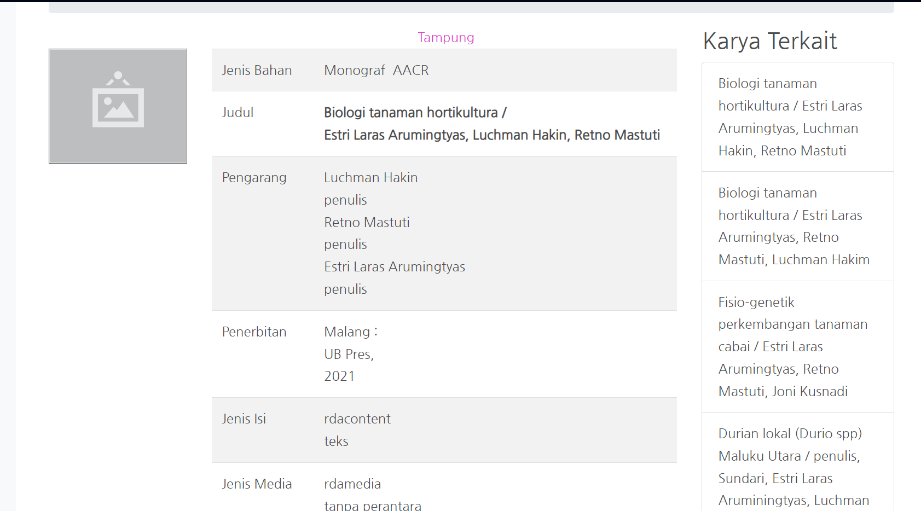 Tampung
Jenis Bahan
Monograf AACR
Judul
Biologi tanaman hortikultura /
Estri Laras Arumingtyas, Luchman Hakin, Retno Mastuti
Pengarang
Luchman Hakin
penulis
Retno Mastuti
penulis
Estri Laras Arumingtyas
penulis
Penerbitan
Malang :
UB Pres,
2021
Jenis Isi
rdacontent
teks
Jenis Media
rdamedia
tanpa perantara
Karya Terkait
Biologi tanaman
hortikultura / Estri Laras
Arumingtyas, Luchman
Hakin, Retno Mastuti
Biologi tanaman
hortikultura / Estri Laras
Arumingtyas, Retno
Mastuti, Luchman Hakim
Fisio-genetik
perkembangan tanaman
cabai / Estri Laras
Arumingtyas, Retno
Mastuti, Joni Kusnadi
Durian lokal (Durio spp)
Maluku Utara / penulis,
Sundari, Estri Laras
Aruminingtyas, Luchman